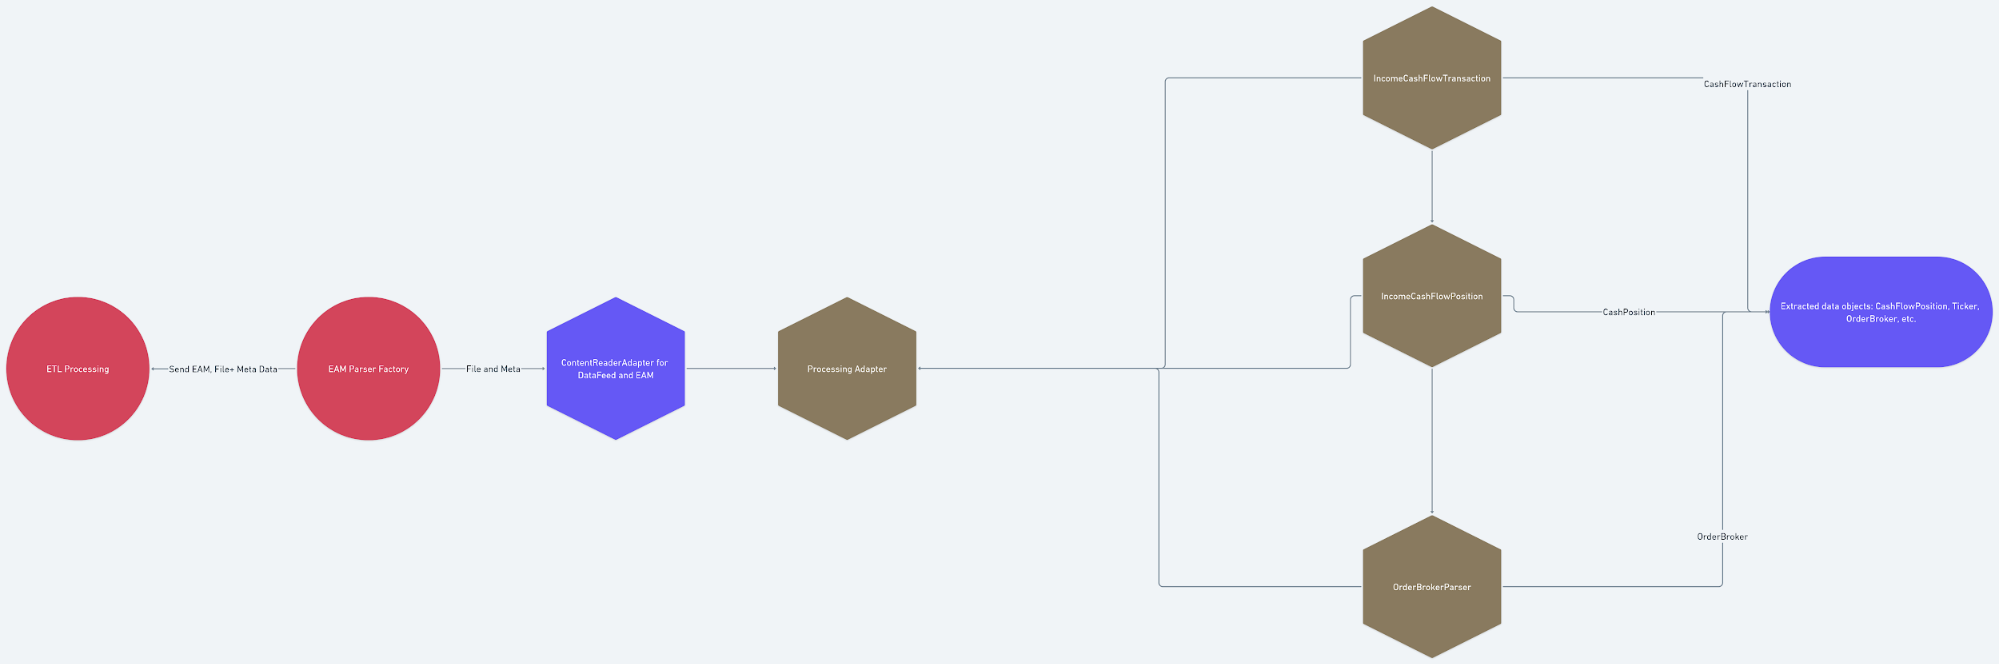 IncomeCashFlowTransaction
CashFlowTransaction
IncomeCashFlowPosition
CashPosition
Extracted data objects: CashFlowPosition, Ticker,
OrderBroker, etc.
ETL Processing
Send EAM, File+ Meta Data
EAM Parser Factory
File and Meta
ContentReaderAdapter for
DataFeed and EAM
Processing Adapter
OrderBroker
OrderBrokerParser